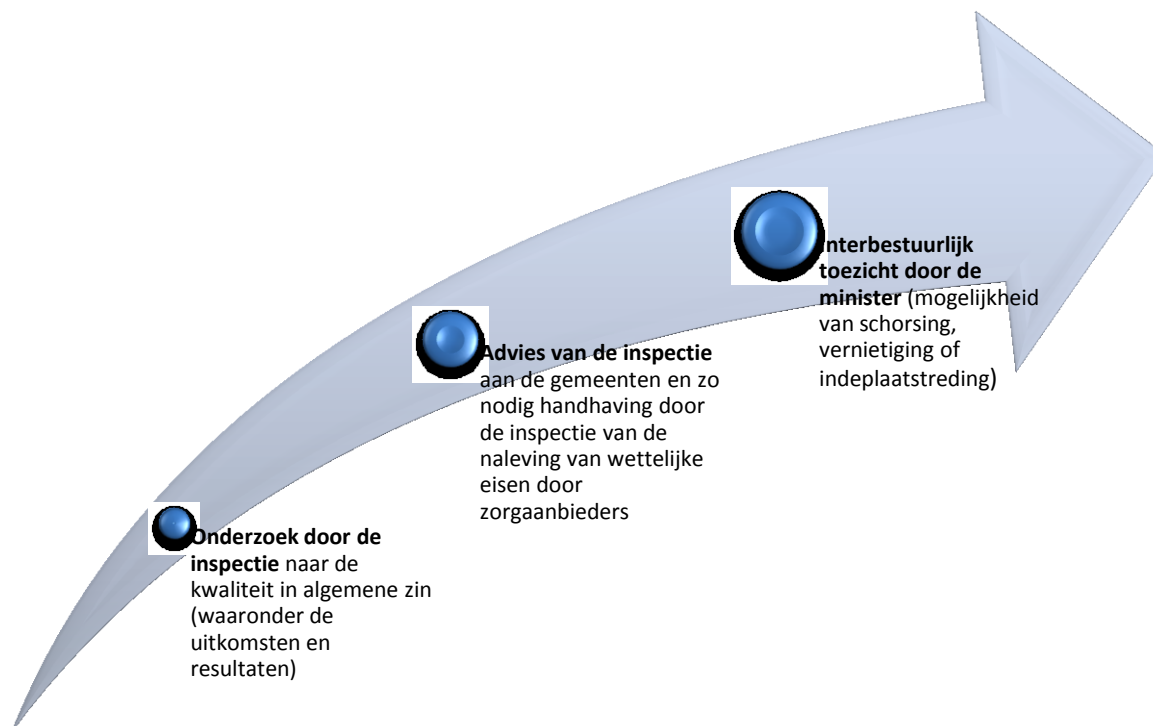 Onderzoek door de
inspectie naar de
kwaliteit in algemene zin
(waaronder de
uitkomsten en
resultaten)
Advies van de inspectie
aan de gemeenten en zo
nodig handhaving door
de inspectie van de
naleving van wettelijke
eisen door
zorgaanbieders
Interbestuurlijk
toezicht door de
minister (mogelijkheid
van schorsing,
vernietiging of
indeplaatstreding)